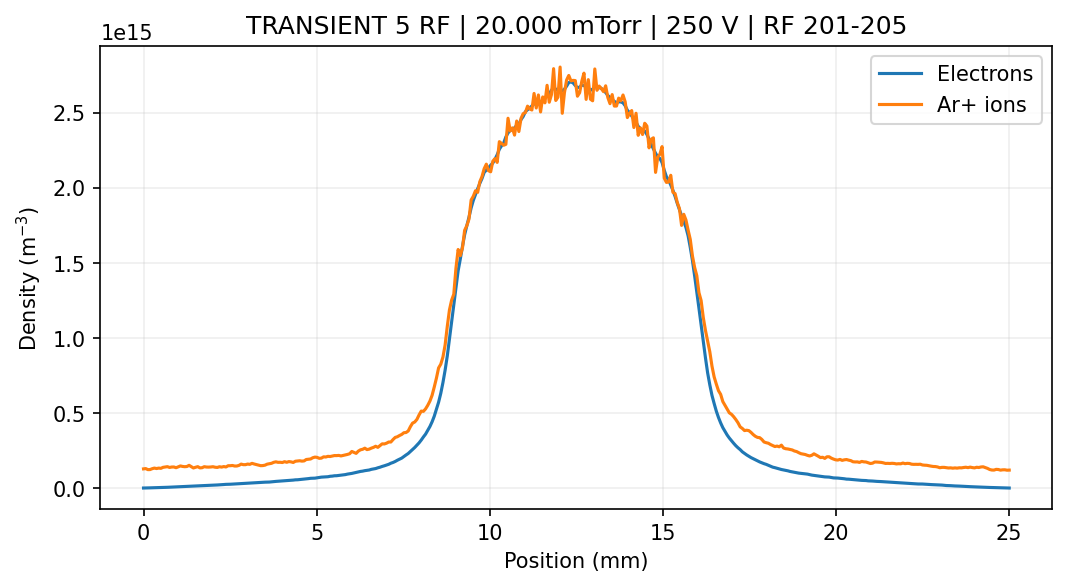 TRANSIENT 5 RF | 20.000 mTorr | 250 V | RF 201-205
1e15
Electrons
Ar+ ions
2.5
2.0
1.5
1.0
0.5
0.0
Density (m⁻³)
0 5 10 15 20 25
Position (mm)